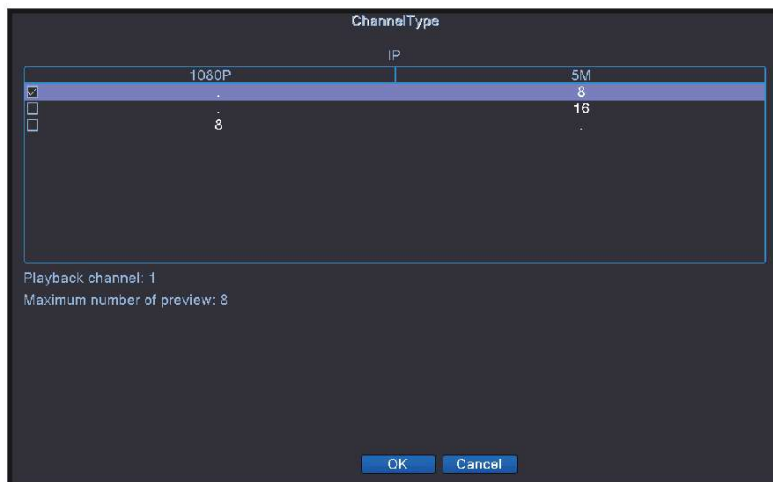 ChannelType
IP
1080P 5M
. 8
. 16
8 .
Playback channel: 1
Maximum number of preview: 8
OK Cancel